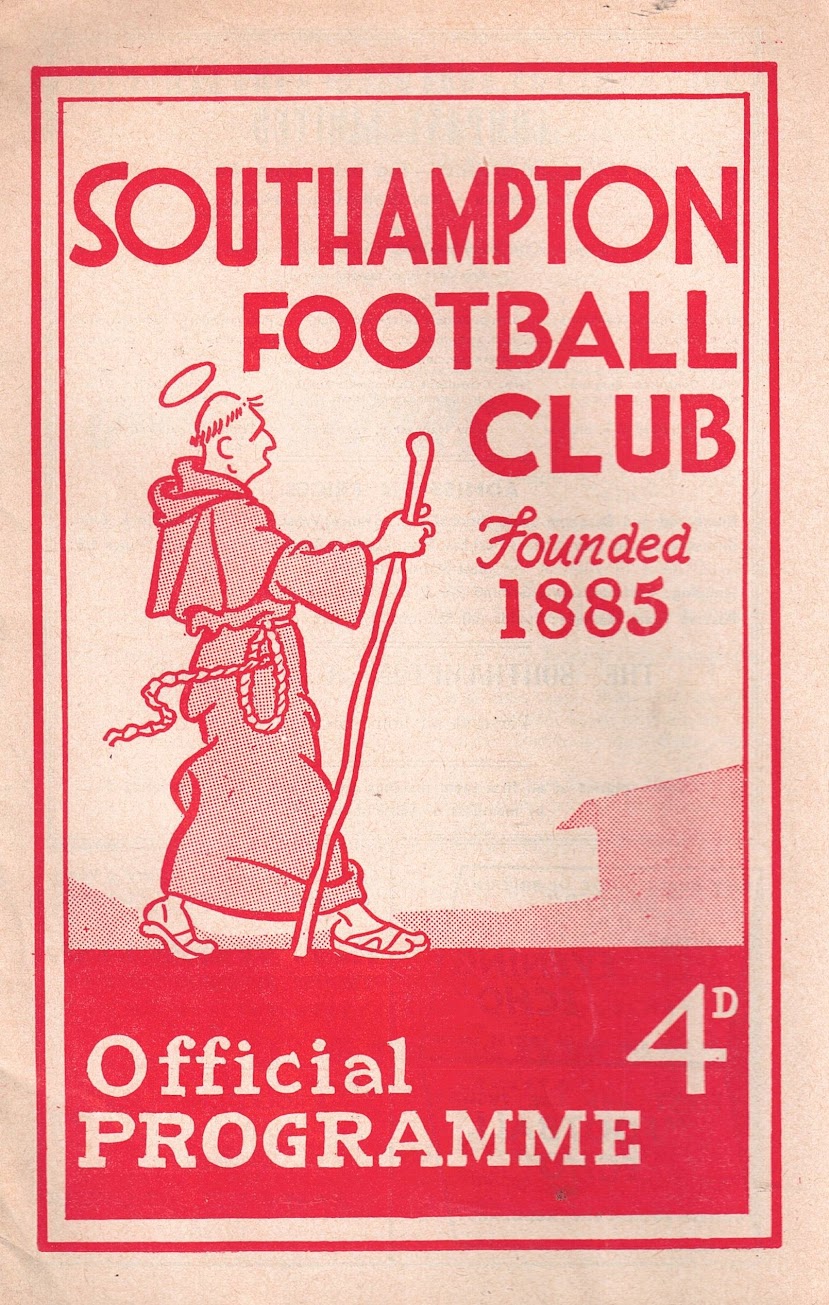 SOUTHAMPTON
FOOTBALL
CLUB
Founded
1885
4D
Official
PROGRAMME